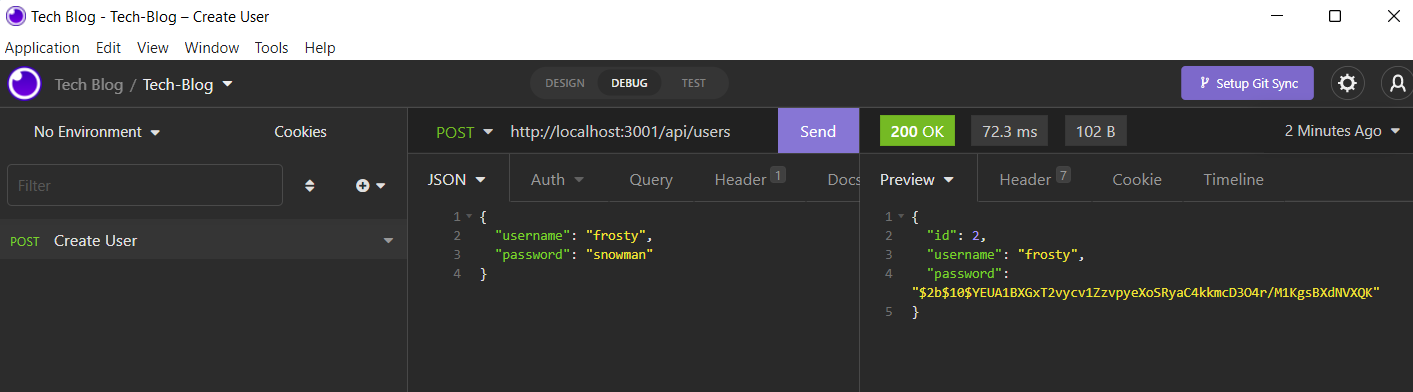 Tech Blog - Tech-Blog – Create User
Application Edit View Window Tools Help
Tech Blog / Tech-Blog DESIGN DEBUG TEST Setup Git Sync
No Environment Cookies POST http://localhost:3001/api/users Send 200 OK 72.3 ms 102 B 2 Minutes Ago
Filter
JSON Auth Query Header 1 Docs
Preview Header 7 Cookie Timeline
POST Create User
1 {
2 "username": "frosty",
3 "password": "snowman"
4 }
1 {
2 "id": 2,
3 "username": "frosty",
4 "password":
"$2b$10$YEUA1BXGxT2vycv1ZzvpyeXoSRyaC4kkmcD3O4r/M1KgsBXdNVXQK"
5 }